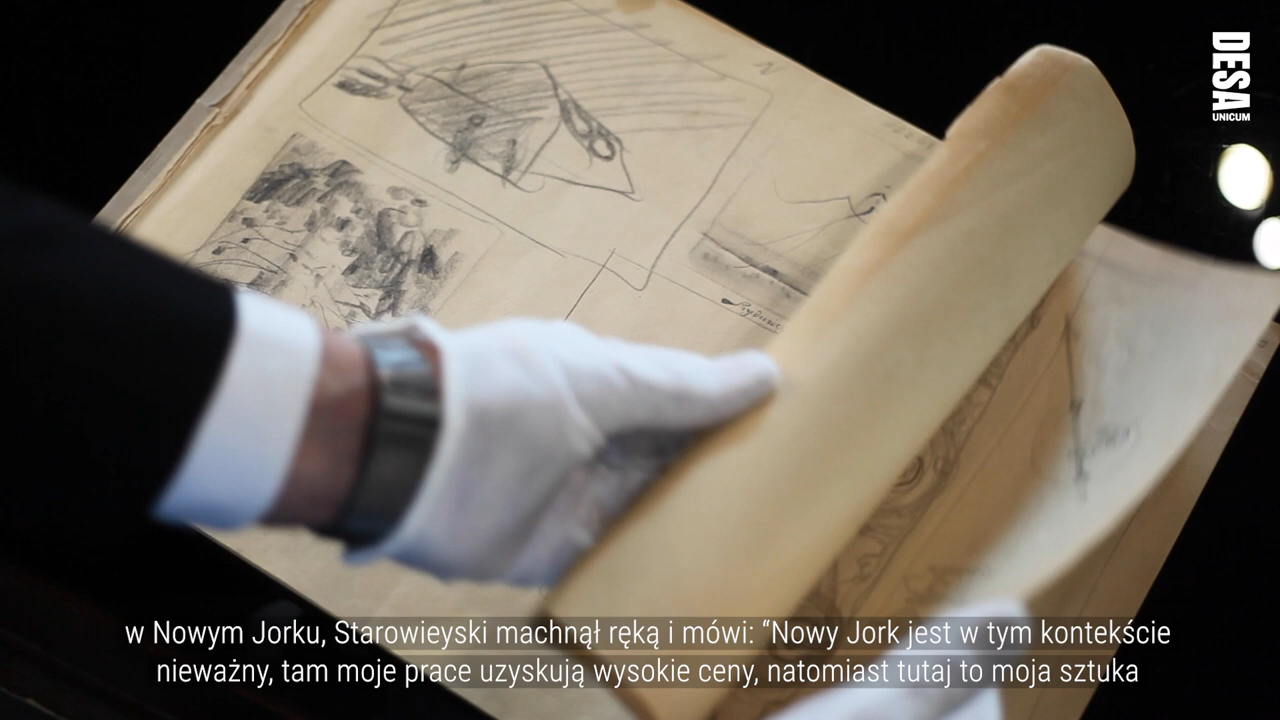 DESA
UNICUM
w Nowym Jorku, Starowieyski machnął ręką i mówi: “Nowy Jork jest w tym kontekście
nieważny, tam moje prace uzyskują wysokie ceny, natomiast tutaj to moja sztuka